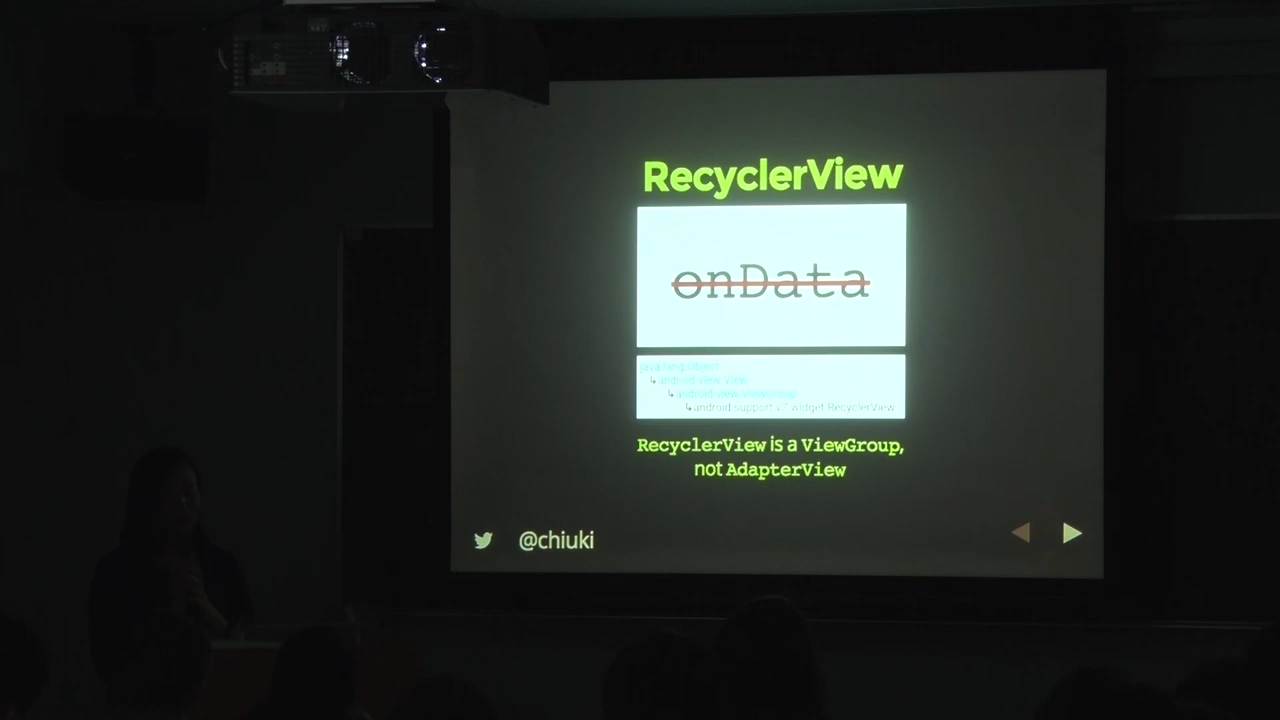 RecyclerView
onData
java.lang.Object
↳ android.view.View
↳ android.view.ViewGroup
↳ android.support.v7.widget.RecyclerView
RecyclerView is a ViewGroup,
not AdapterView
@chiuki